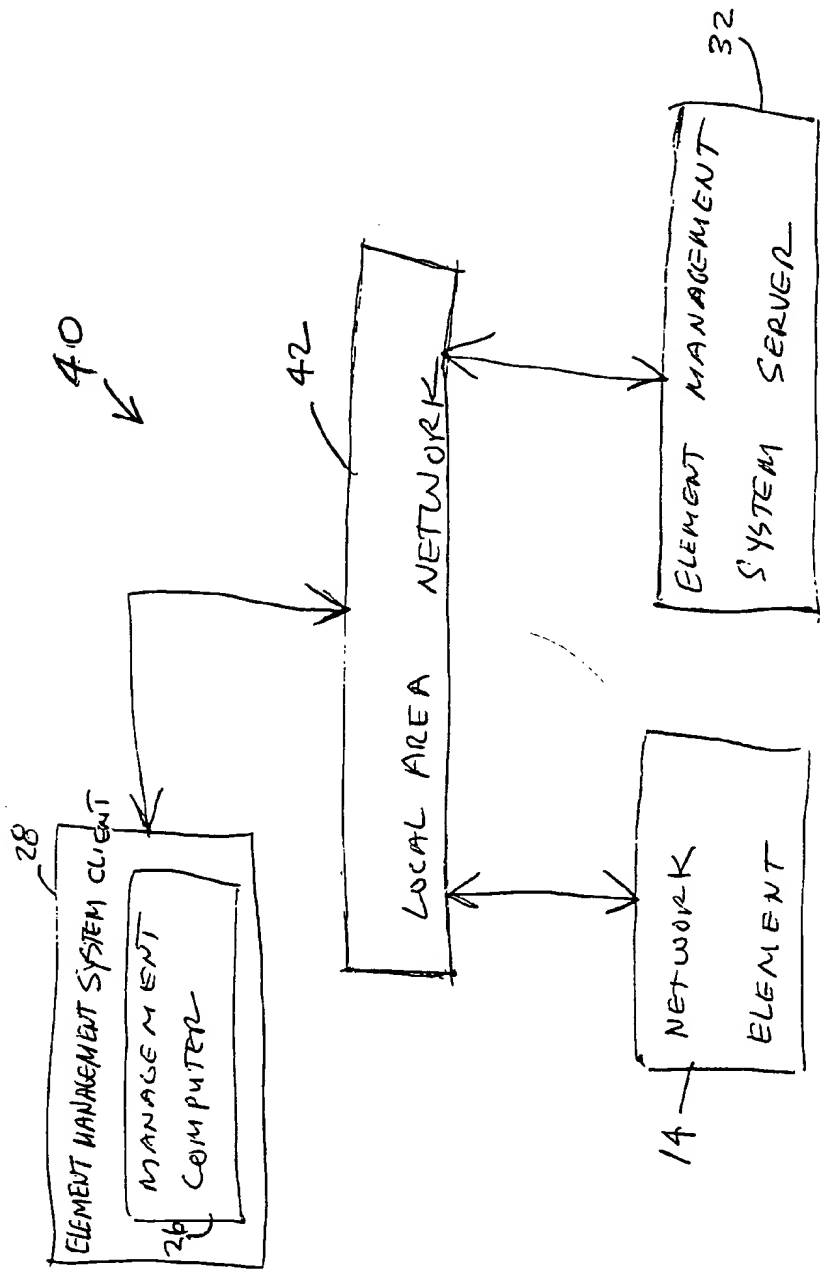 40
28
ELEMENT MANAGEMENT SYSTEM CLIENT
MANAGEMENT
COMPUTER
26
42
LOCAL AREA NETWORK
NETWORK
ELEMENT
14
ELEMENT MANAGEMENT
SYSTEM SERVER
32